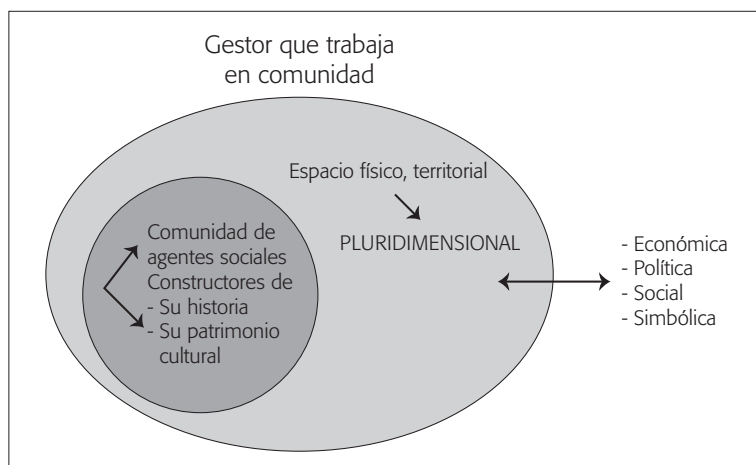 Gestor que trabaja
en comunidad
Espacio físico, territorial
PLURIDIMENSIONAL
Comunidad de
agentes sociales
Constructores de
- Su historia
- Su patrimonio
cultural
- Económica
- Política
- Social
- Simbólica